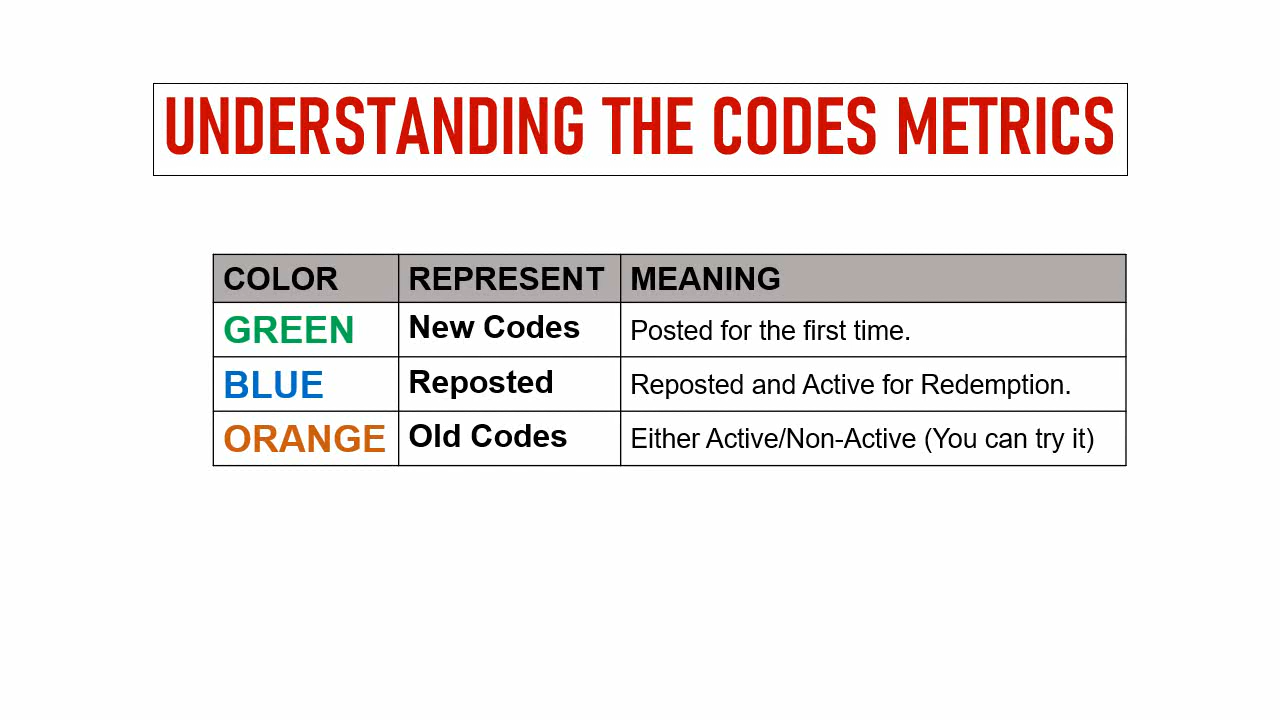 UNDERSTANDING THE CODES METRICS
COLOR REPRESENT MEANING
GREEN New Codes Posted for the first time.
BLUE Reposted Reposted and Active for Redemption.
ORANGE Old Codes Either Active/Non-Active (You can try it)